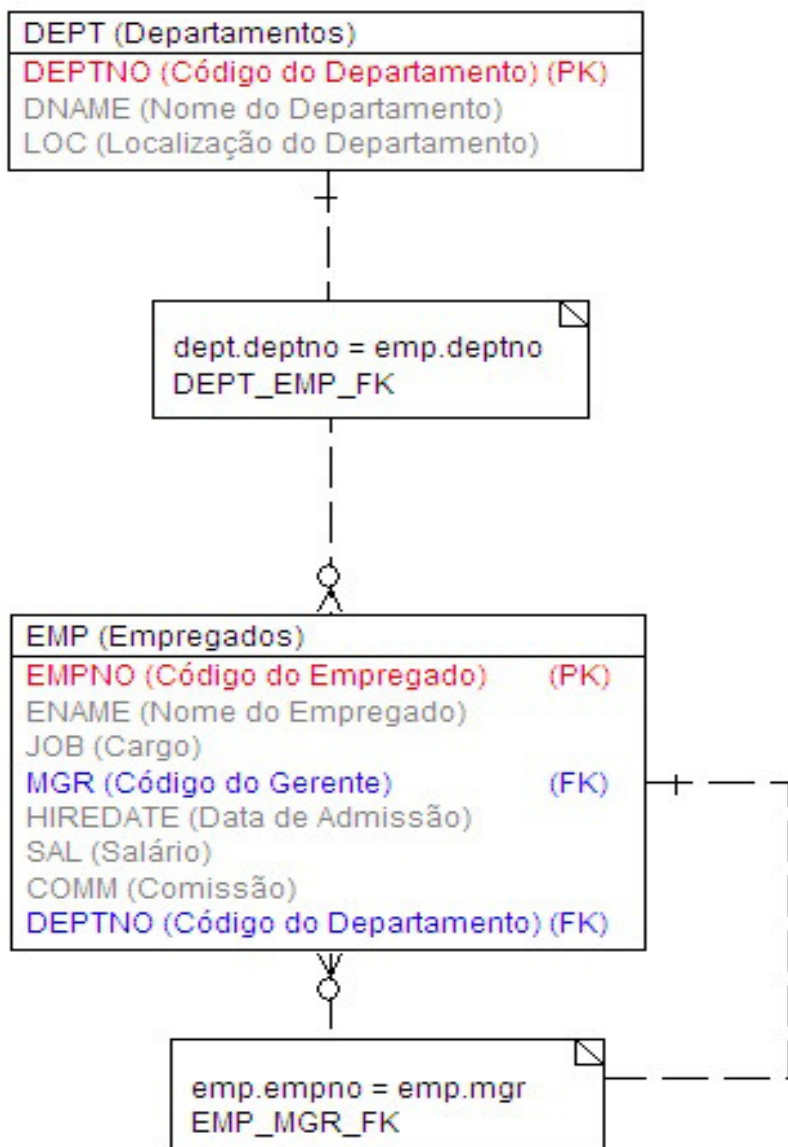 DEPT (Departamentos)
DEPTNO (Código do Departamento) (PK)
DNAME (Nome do Departamento)
LOC (Localização do Departamento)
dept.deptno = emp.deptno
DEPT_EMP_FK
EMP (Empregados)
EMPNO (Código do Empregado) (PK)
ENAME (Nome do Empregado)
JOB (Cargo)
MGR (Código do Gerente) (FK)
HIREDATE (Data de Admissão)
SAL (Salário)
COMM (Comissão)
DEPTNO (Código do Departamento) (FK)
emp.empno = emp.mgr
EMP_MGR_FK